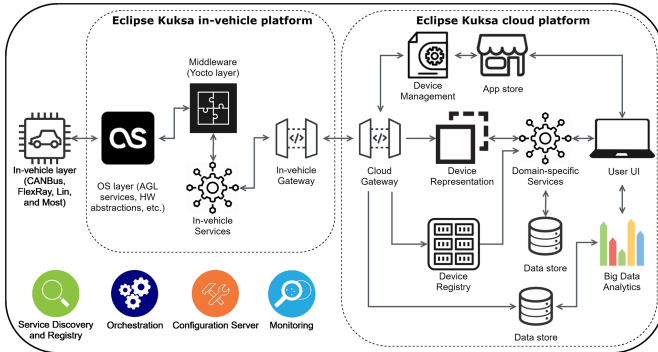 Eclipse Kuksa in-vehicle platform
Eclipse Kuksa cloud platform
Middleware
(Yocto layer)
Device
Management
App store
In-vehicle layer
(CANBus,
FlexRay, Lin,
and Most)
OS layer (AGL
services, HW
abstractions, etc.)
In-vehicle
Services
In-vehicle
Gateway
Cloud
Gateway
Device
Representation
Domain-specific
Services
User UI
Device
Registry
Data store
Big Data
Analytics
Data store
Service Discovery
and Registry
Orchestration
Configuration Server
Monitoring